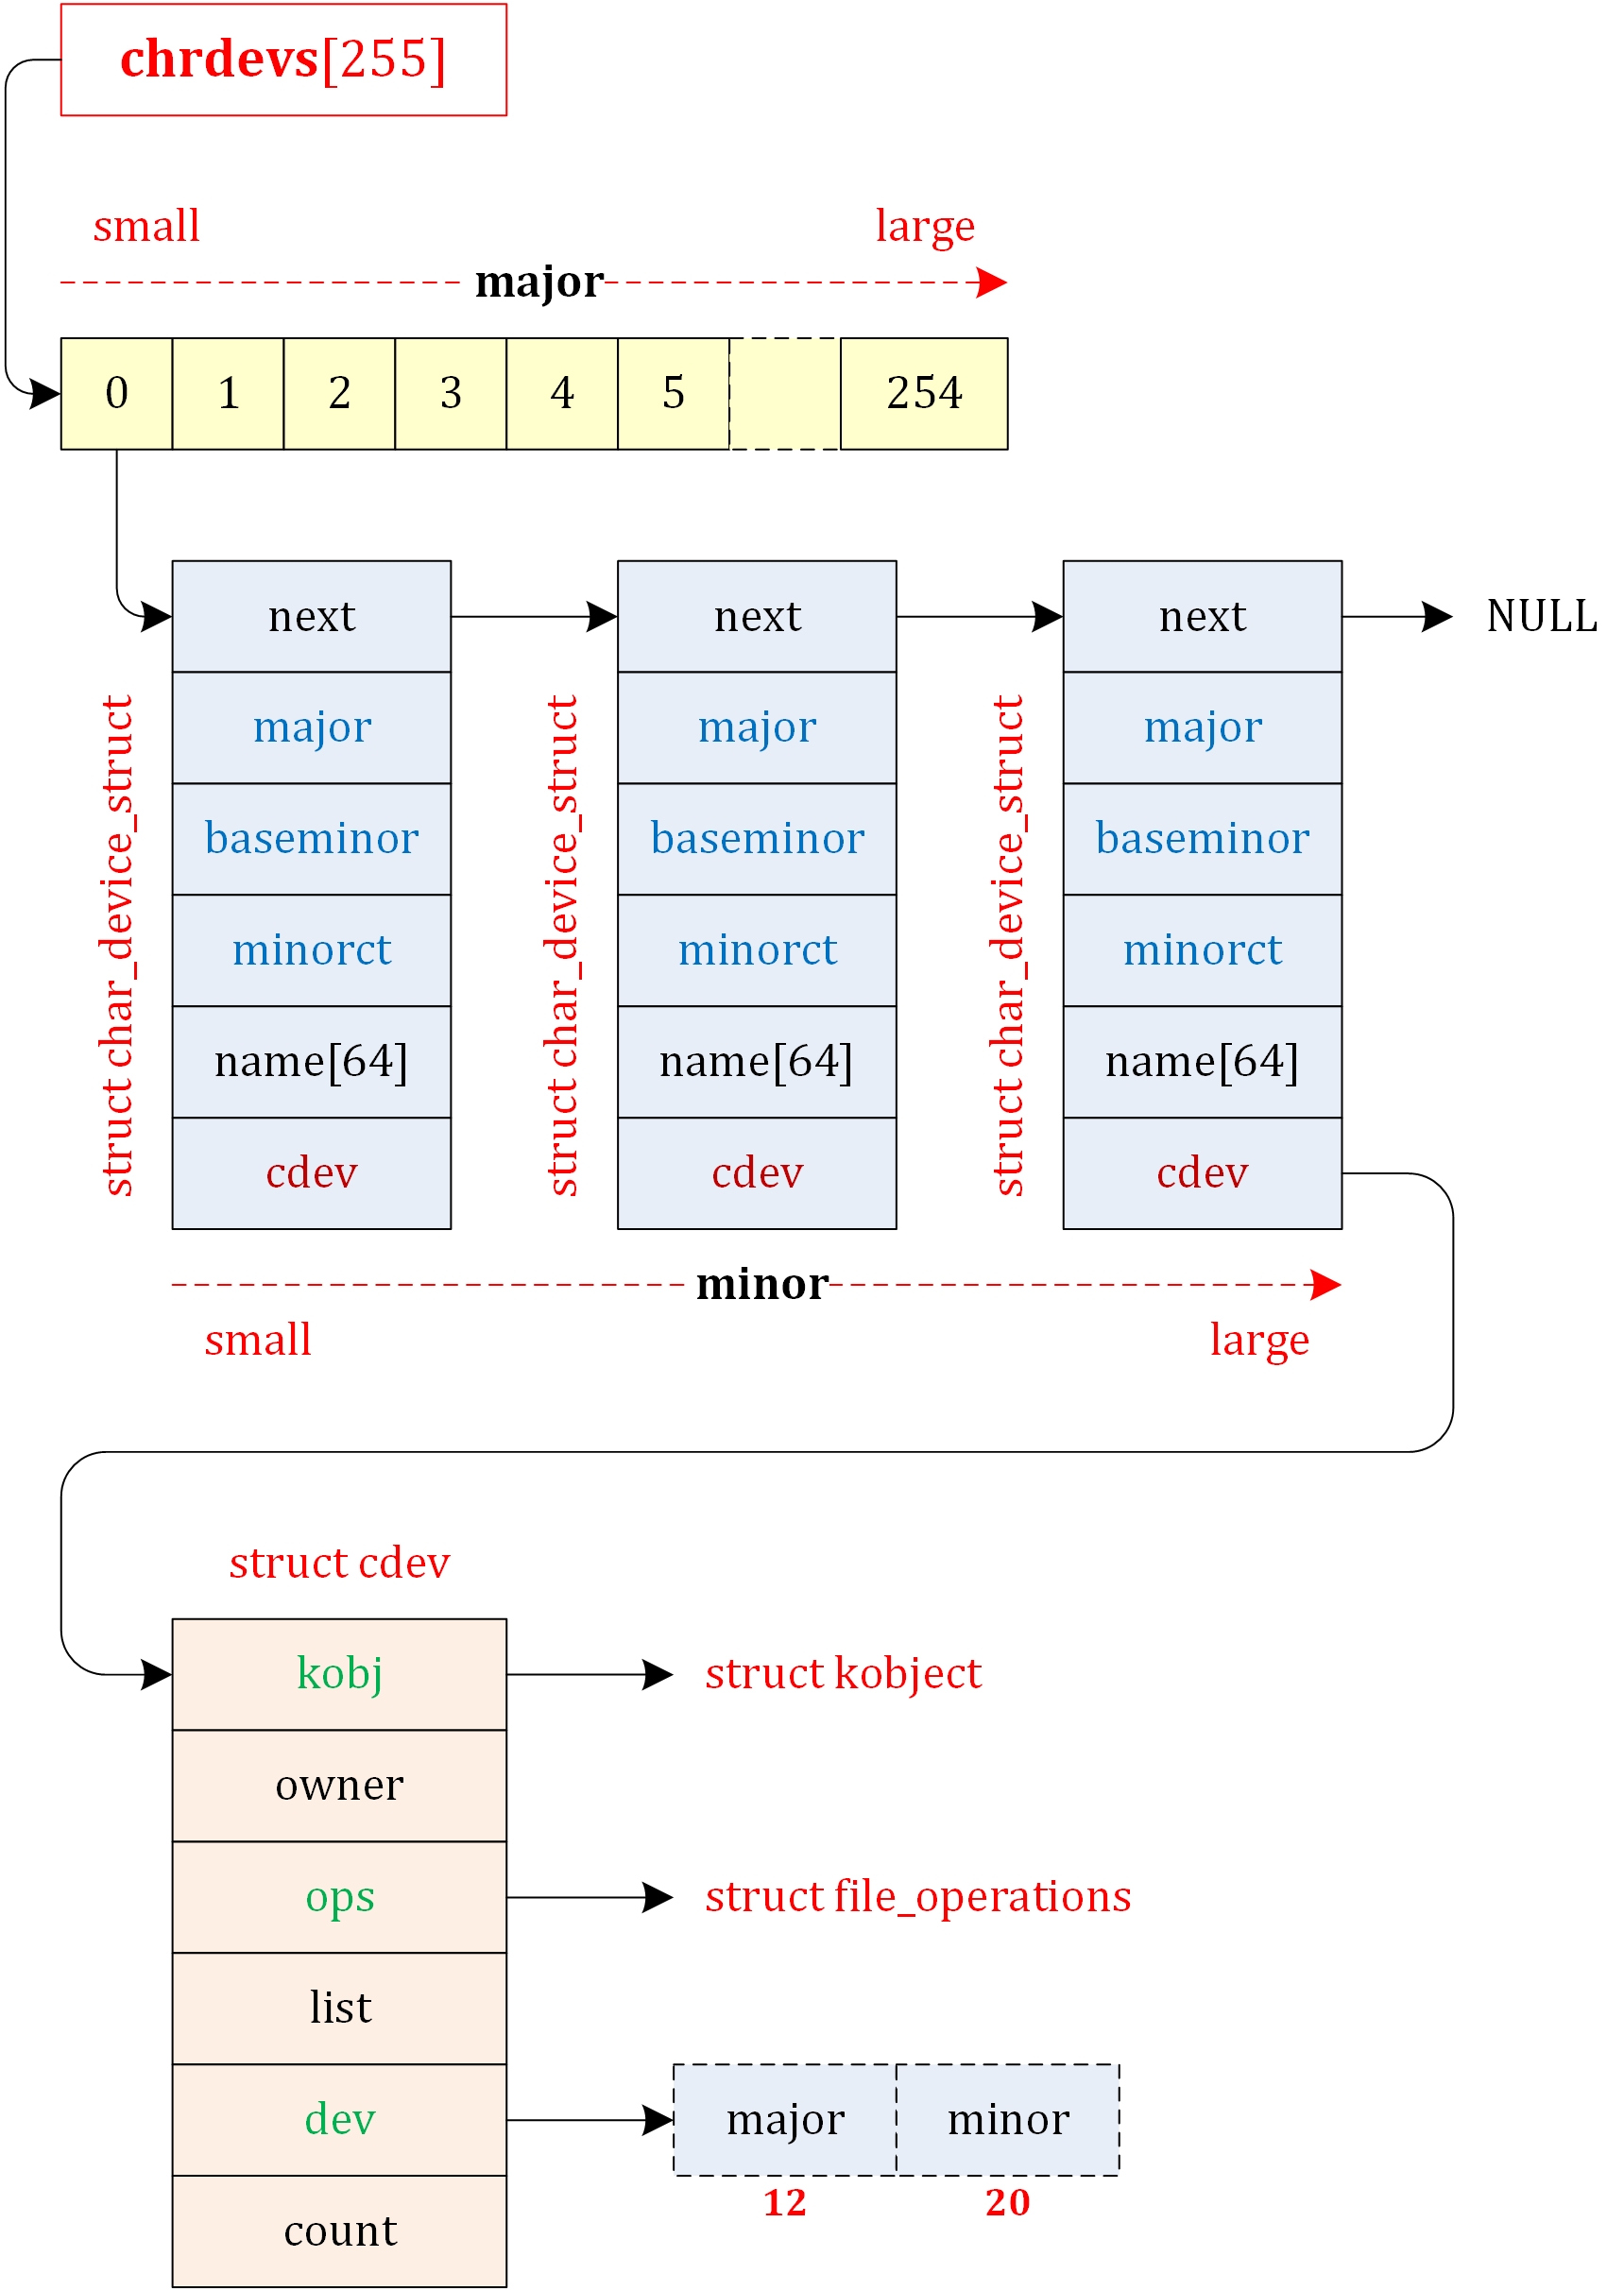 chrdevs[255]
small
large
major
0 1 2 3 4 5 254
next next next NULL
struct char_device_struct
struct char_device_struct
struct char_device_struct
major major major
baseminor baseminor baseminor
minorct minorct minorct
name[64] name[64] name[64]
cdev cdev cdev
minor
small
large
struct cdev
kobj
struct kobject
owner
ops
struct file_operations
list
dev
major minor
12 20
count